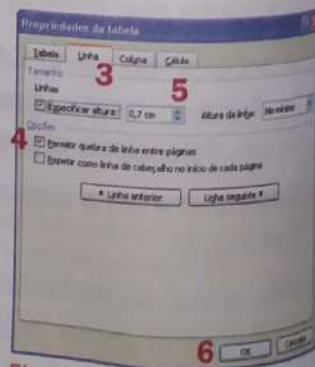 Propriedades da tabela
Tabela Linha Coluna Célula
3
Tamanho
5
Linhas
Especificar altura: 0,7 cm Altura da linha: No mínimo
Opções
4 Permitir quebra de linha entre páginas
Repetir como linha de cabeçalho no início de cada página
Linha anterior Linha seguinte
6 OK Cancelar